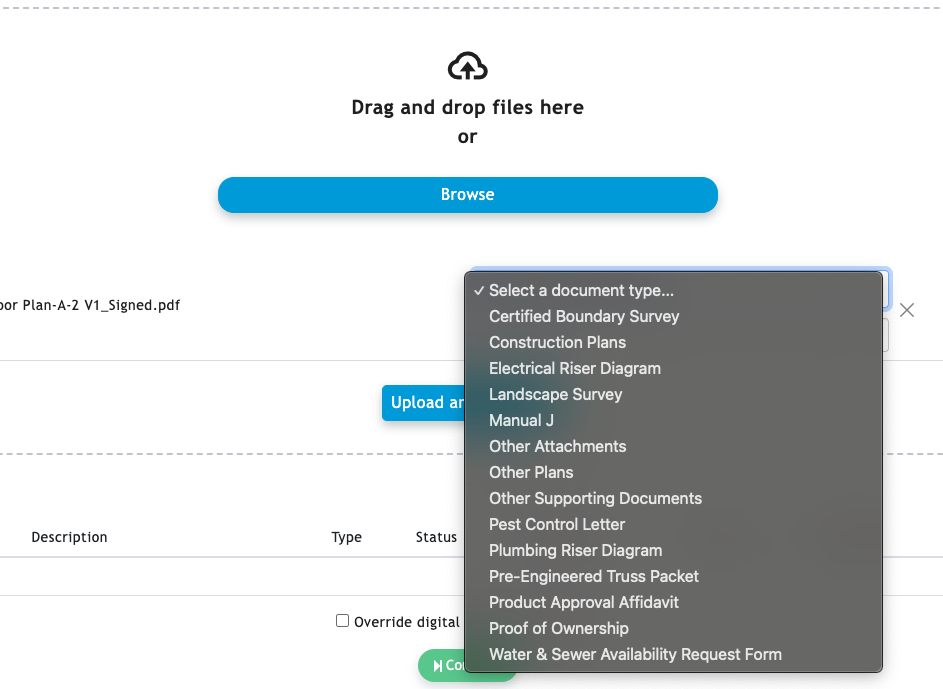 Drag and drop files here
or
Browse
oor Plan-A-2 V1_Signed.pdf
✓ Select a document type...
Certified Boundary Survey
Construction Plans
Electrical Riser Diagram
Landscape Survey
Manual J
Other Attachments
Other Plans
Other Supporting Documents
Pest Control Letter
Plumbing Riser Diagram
Pre-Engineered Truss Packet
Product Approval Affidavit
Proof of Ownership
Water & Sewer Availability Request Form
Upload
Description Type Status
Override digital